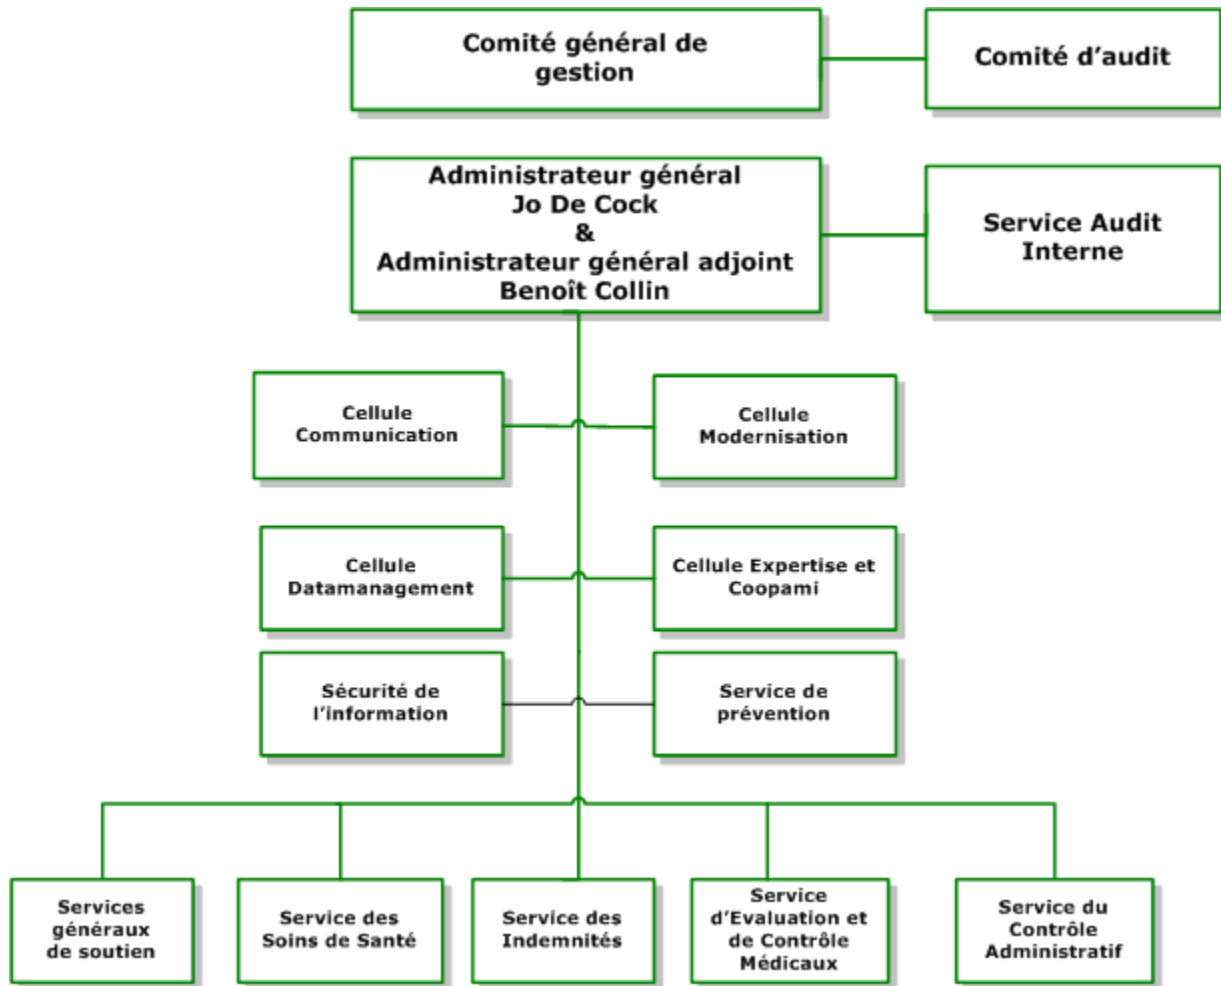 Comité général de
gestion
Comité d'audit
Administrateur général
Jo De Cock
&
Administrateur général adjoint
Benoît Collin
Service Audit
Interne
Cellule
Communication
Cellule
Modernisation
Cellule
Datamanagement
Cellule Expertise et
Coopami
Sécurité de
l'information
Service de
prévention
Services
généraux
de soutien
Service des
Soins de Santé
Service des
Indemnités
Service
d'Evaluation et
de Contrôle
Médicaux
Service du
Contrôle
Administratif